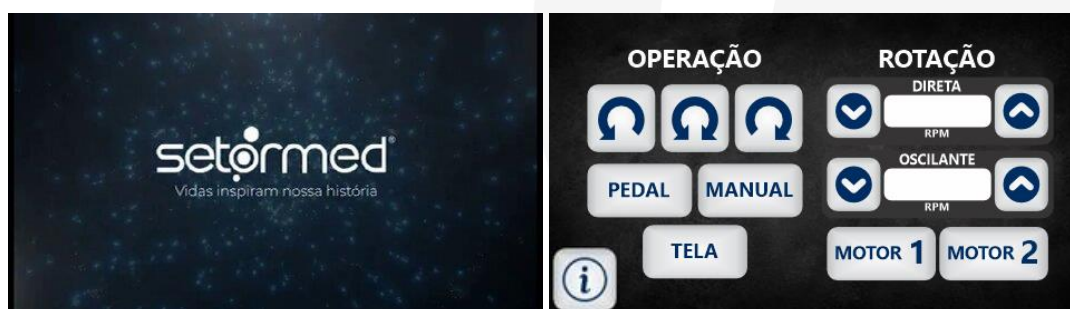 setormed®
Vidas inspiram nossa história
OPERAÇÃO
PEDAL
MANUAL
TELA
i
ROTAÇÃO
DIRETA
RPM
OSCILANTE
RPM
MOTOR 1
MOTOR 2